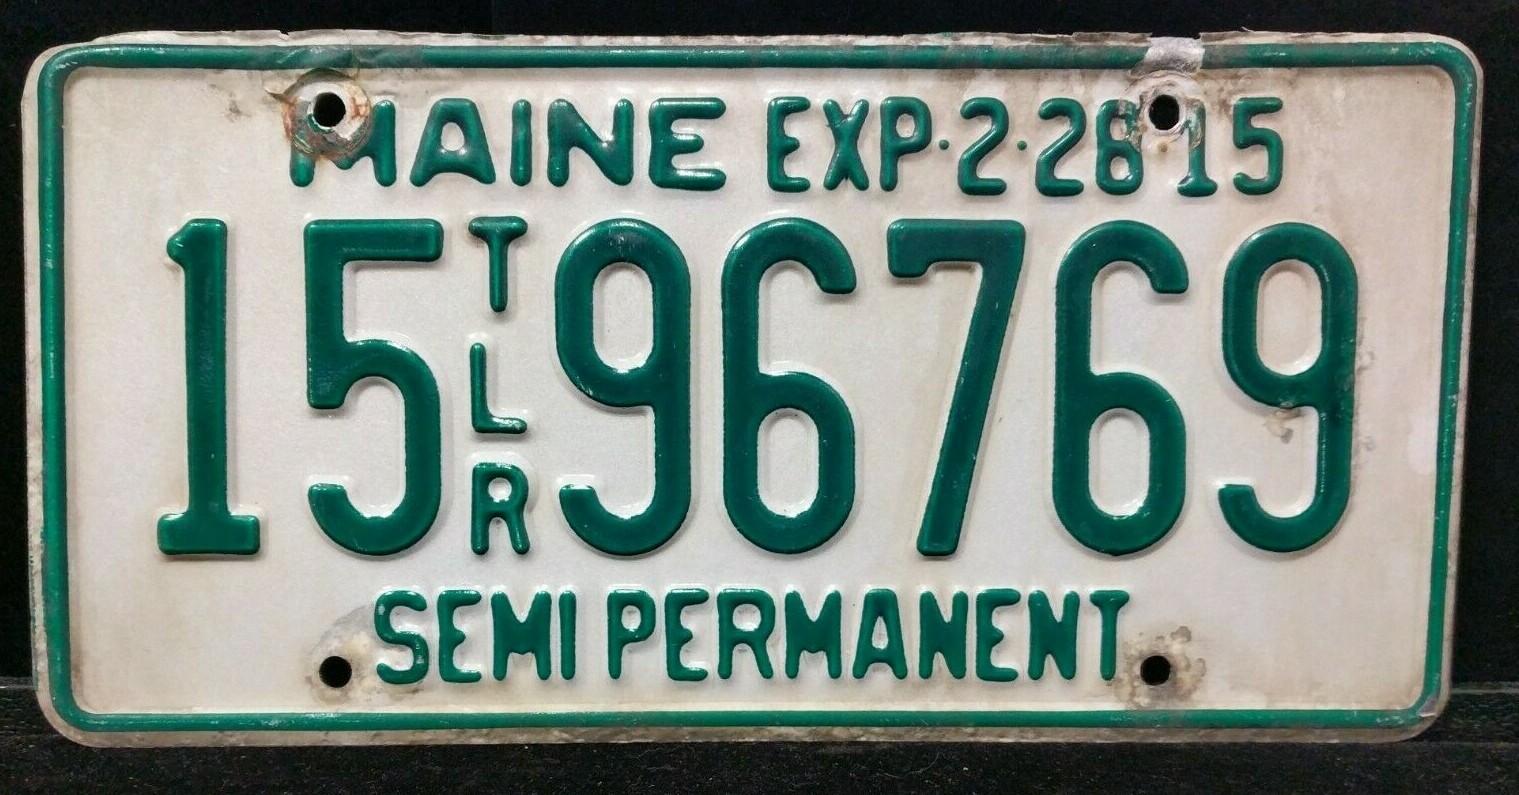 MAINE EXP·2·28 15
15 TLR 96769
SEMI PERMANENT